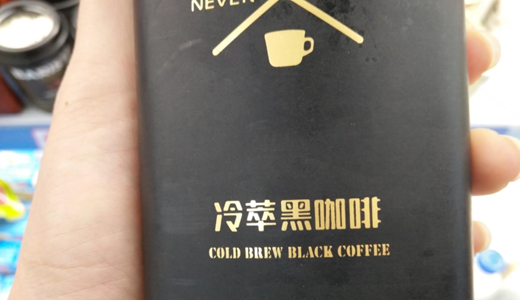 NEVER
冷萃黑咖啡
COLD BREW BLACK COFFEE